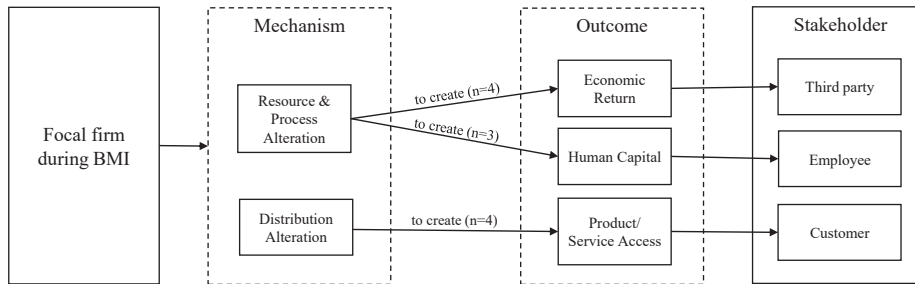 Focal firm
during BMI
Mechanism
Resource &
Process
Alteration
Distribution
Alteration
to create (n=4)
to create (n=3)
to create (n=4)
Outcome
Economic
Return
Human Capital
Product/
Service Access
Stakeholder
Third party
Employee
Customer